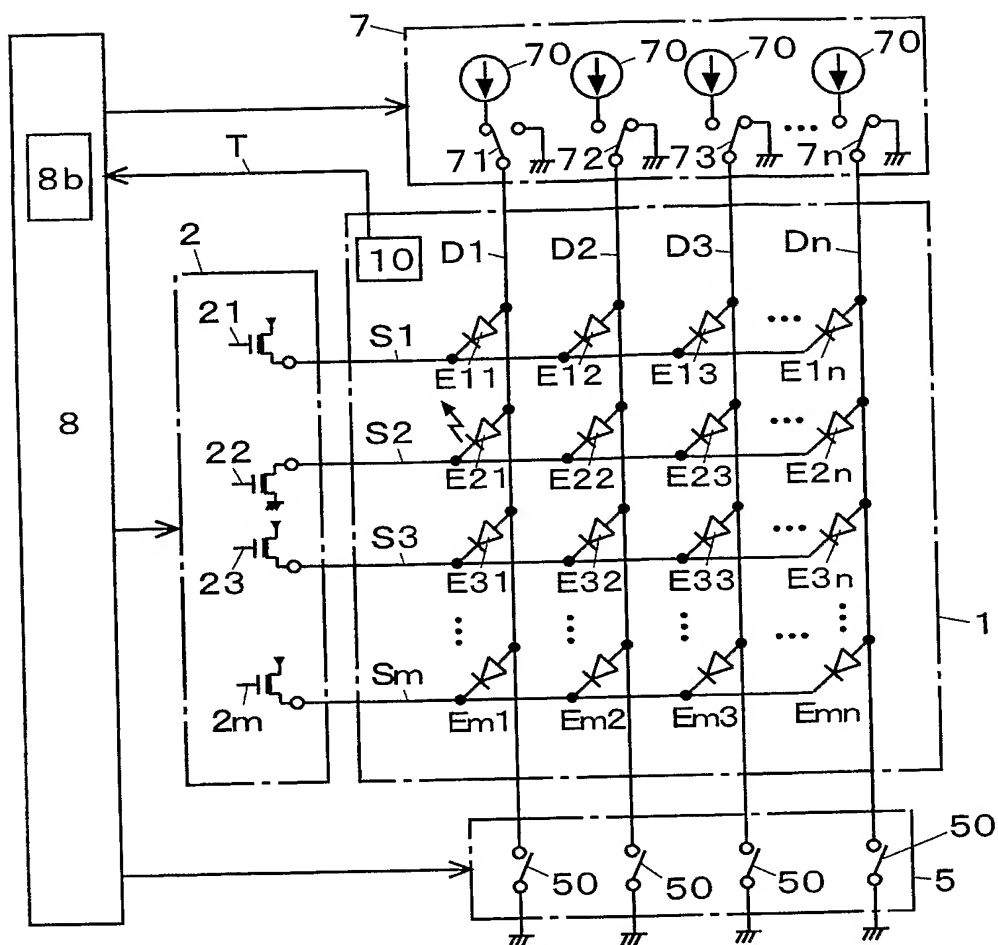 7
70 70 70 70
71 72 73 ... 7n
T
8b
2
10
D1 D2 D3 Dn
21
S1
E11 E12 E13 ... E1n
8
S2
22
E21 E22 E23 ... E2n
S3
23
E31 E32 E33 ... E3n
1
Sm
2m
Em1 Em2 Em3 ... Emn
50
50 50 50 5